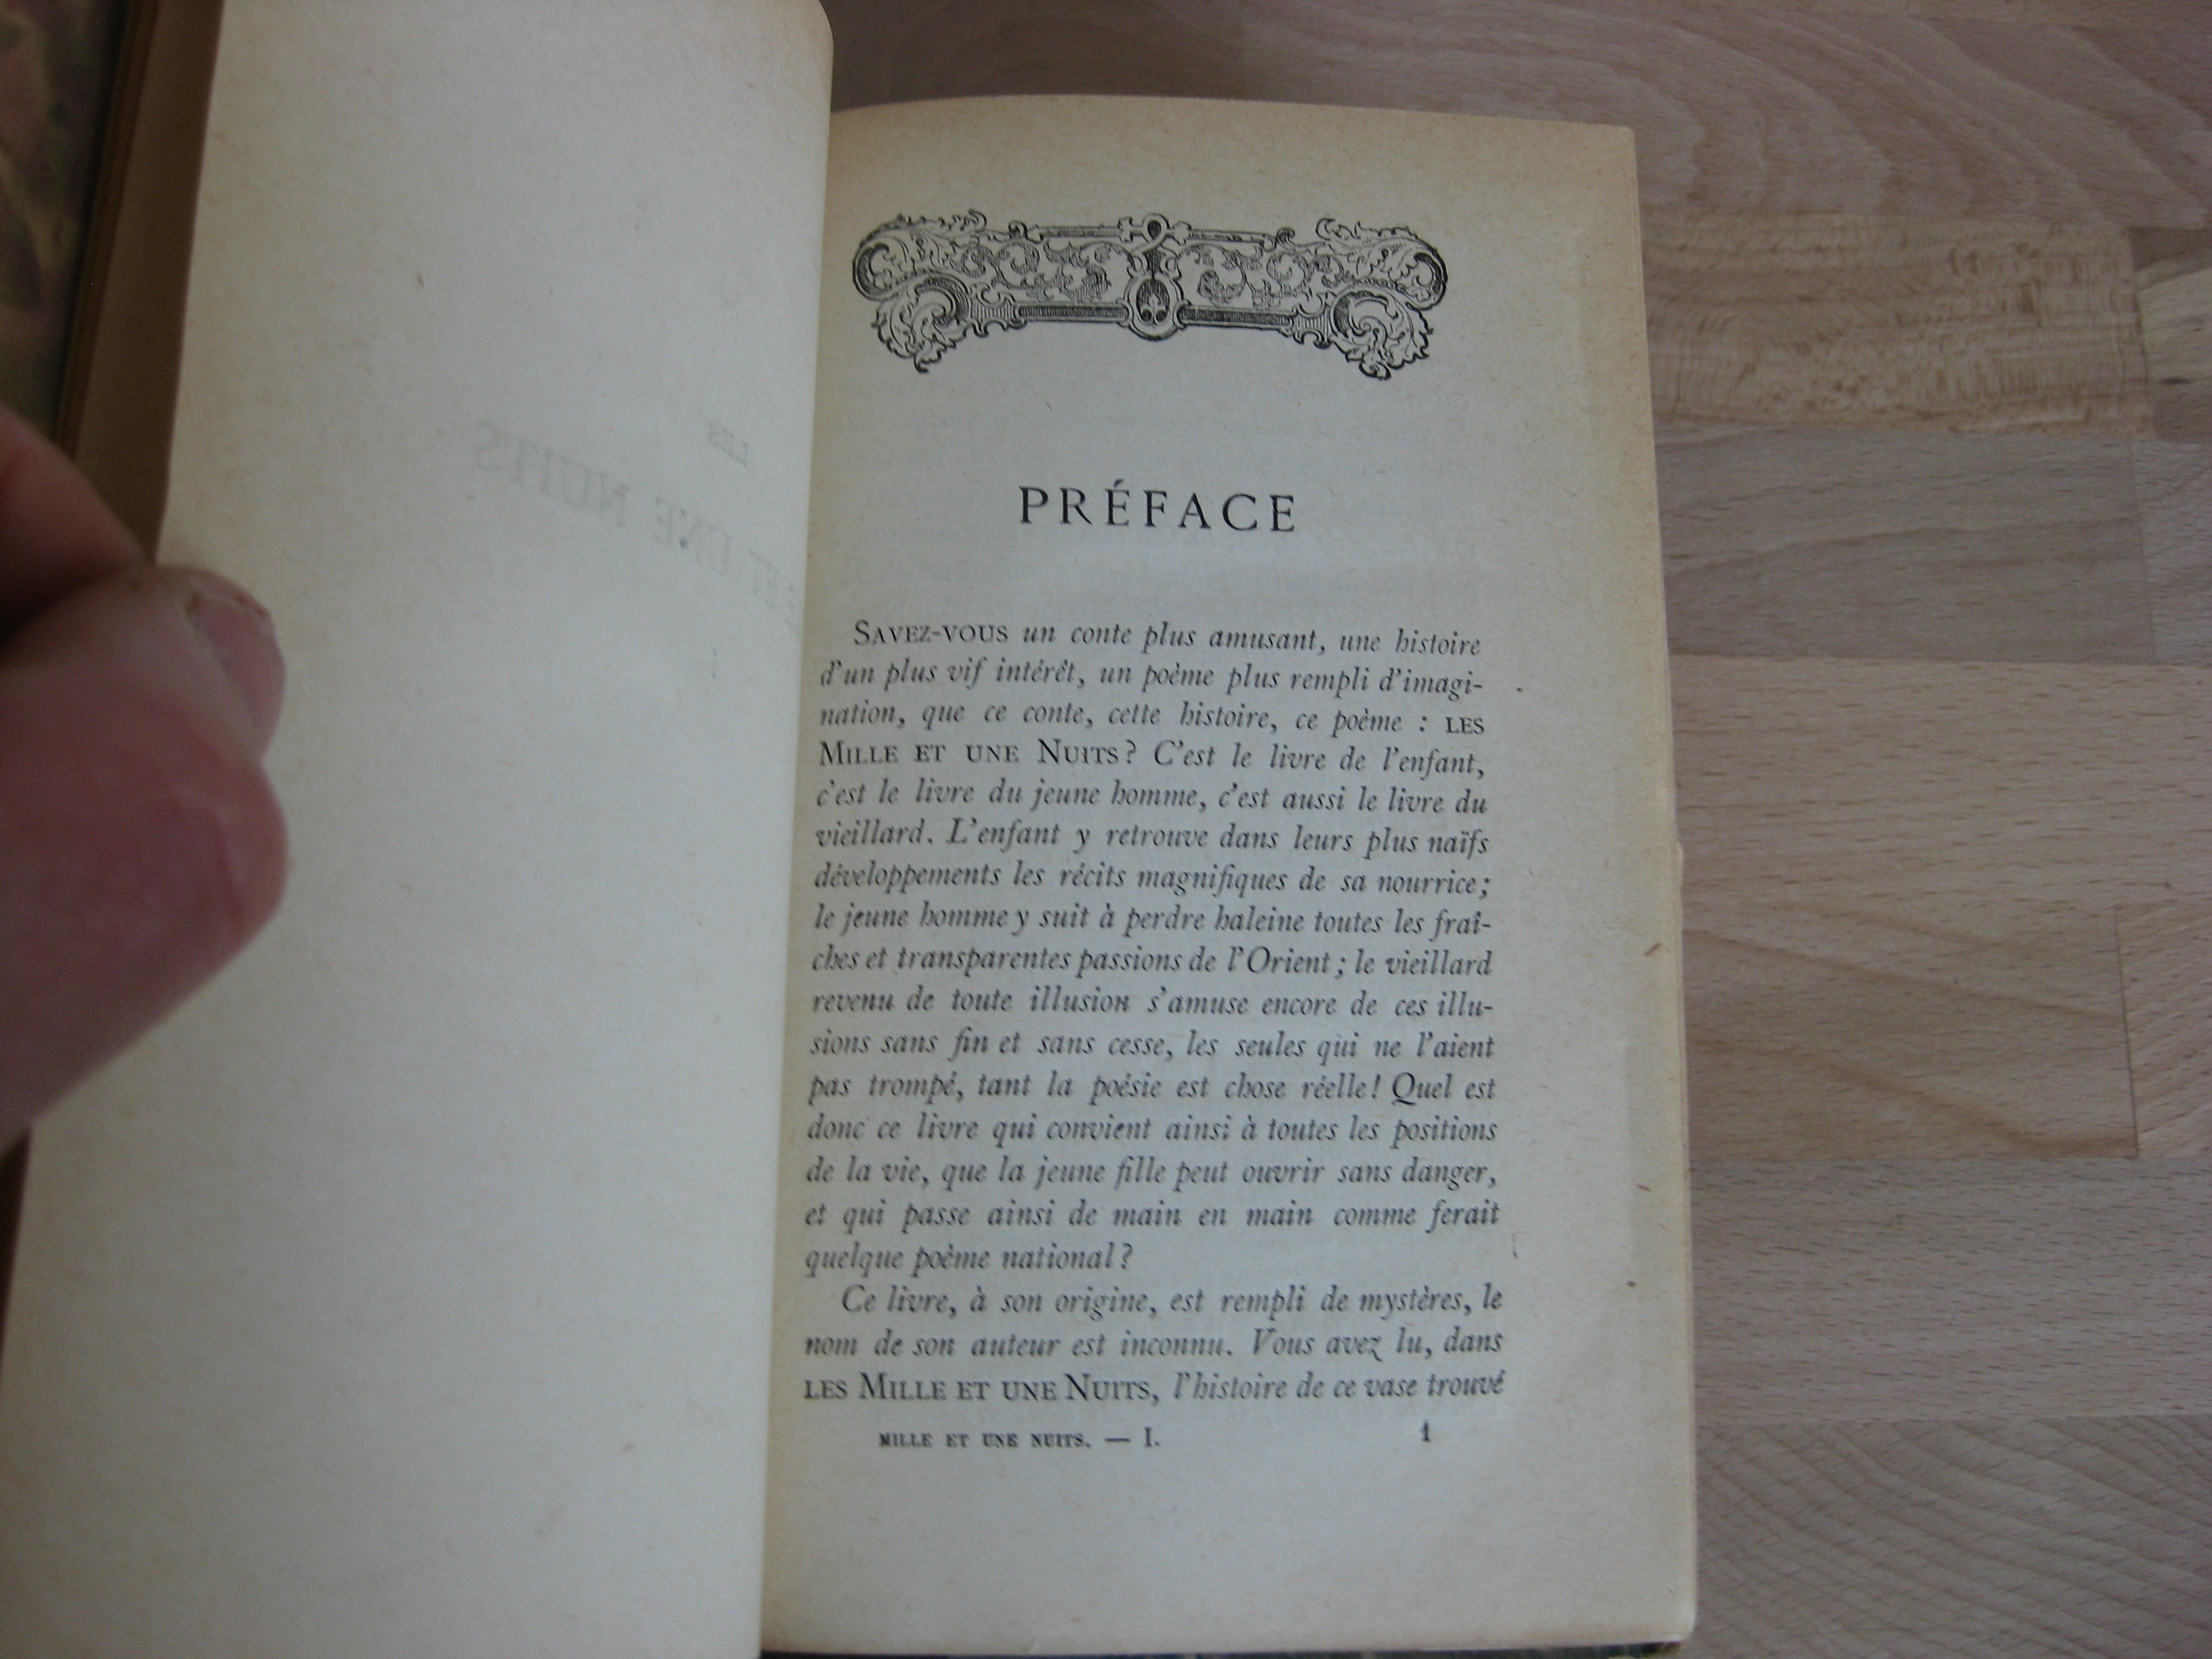 LES
ET UNE NUITS
PRÉFACE
SAVEZ-VOUS un conte plus amusant, une histoire
d'un plus vif intérêt, un poème plus rempli d'imagi-
nation, que ce conte, cette histoire, ce poème : LES
MILLE ET UNE NUITS? C'est le livre de l'enfant,
c'est le livre du jeune homme, c'est aussi le livre du
vieillard. L'enfant y retrouve dans leurs plus naïfs
développements les récits magnifiques de sa nourrice;
le jeune homme y suit à perdre haleine toutes les fraî-
ches et transparentes passions de l'Orient; le vieillard
revenu de toute illusion s'amuse encore de ces illu-
sions sans fin et sans cesse, les seules qui ne l'aient
pas trompé, tant la poésie est chose réelle! Quel est
donc ce livre qui convient ainsi à toutes les positions
de la vie, que la jeune fille peut ouvrir sans danger,
et qui passe ainsi de main en main comme ferait
quelque poème national?
Ce livre, à son origine, est rempli de mystères, le
nom de son auteur est inconnu. Vous avez lu, dans
LES MILLE ET UNE NUITS, l'histoire de ce vase trouvé
MILLE ET UNE NUITS. — I. 1